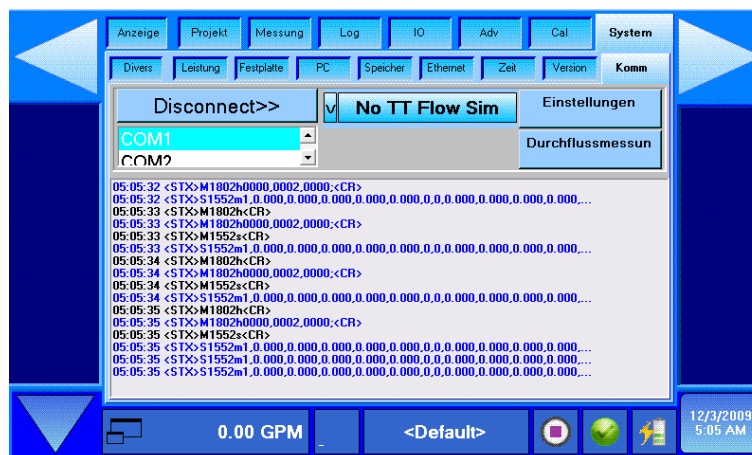 Anzeige Projekt Messung Log IO Adv Cal System
Divers Leistung Festplatte PC Speicher Ethernet Zeit Version Komm
Disconnect>> V No TT Flow Sim Einstellungen
COM1 Durchflussmessun
COM2
05:05:32 <STX>M1802h0000,0002,0000;<CR>
05:05:32 <STX>S1552m1,0.000,0.000,0.000,0.000,0.000,0.000,0,0,0.000,0.000,0.000,0.000,...
05:05:33 <STX>M1802h<CR>
05:05:33 <STX>M1802h0000,0002,0000;<CR>
05:05:33 <STX>M1552s<CR>
05:05:33 <STX>S1552m1,0.000,0.000,0.000,0.000,0.000,0.000,0,0,0.000,0.000,0.000,0.000,...
05:05:34 <STX>M1802h<CR>
05:05:34 <STX>M1802h0000,0002,0000;<CR>
05:05:34 <STX>M1552s<CR>
05:05:34 <STX>S1552m1,0.000,0.000,0.000,0.000,0.000,0.000,0,0,0.000,0.000,0.000,0.000,...
05:05:35 <STX>M1802h<CR>
05:05:35 <STX>M1802h0000,0002,0000;<CR>
05:05:35 <STX>M1552s<CR>
05:05:35 <STX>S1552m1,0.000,0.000,0.000,0.000,0.000,0.000,0,0,0.000,0.000,0.000,0.000,...
05:05:35 <STX>S1552m1,0.000,0.000,0.000,0.000,0.000,0.000,0,0,0.000,0.000,0.000,0.000,...
05:05:35 <STX>S1552m1,0.000,0.000,0.000,0.000,0.000,0.000,0,0,0.000,0.000,0.000,0.000,...
0.00 GPM _ <Default> 12/3/2009
5:05 AM